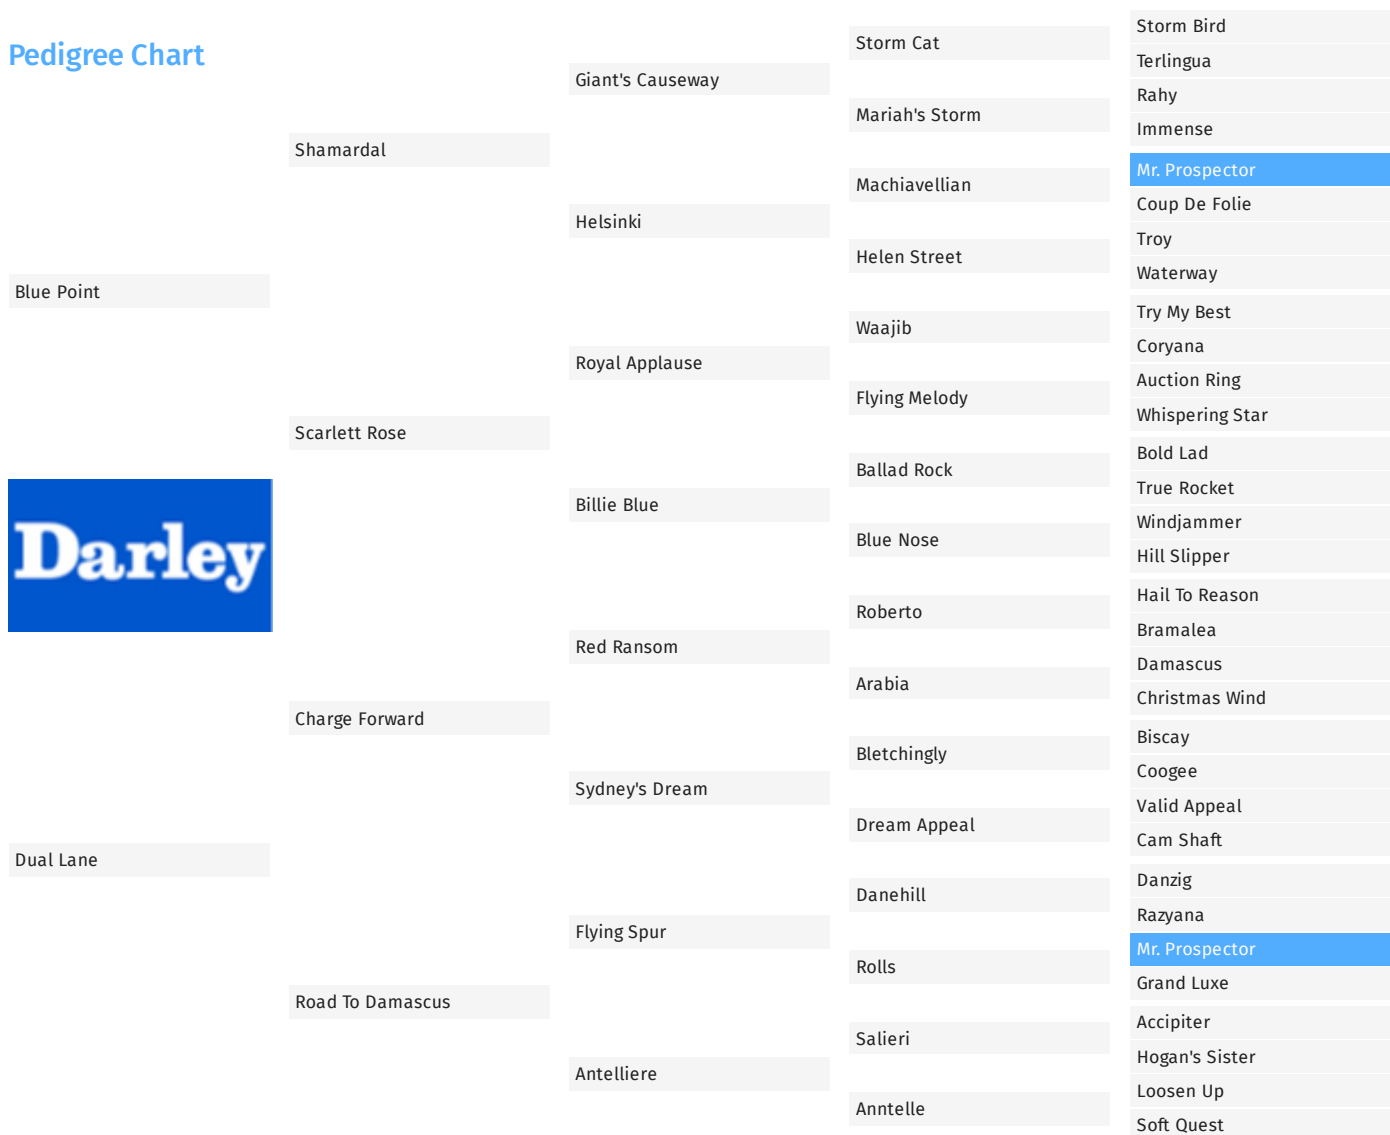 Pedigree Chart
Blue Point
Darley
Dual Lane
Shamardal
Scarlett Rose
Charge Forward
Road To Damascus
Giant's Causeway
Helsinki
Royal Applause
Billie Blue
Red Ransom
Sydney's Dream
Flying Spur
Antelliere
Storm Cat
Mariah's Storm
Machiavellian
Helen Street
Waajib
Flying Melody
Ballad Rock
Blue Nose
Roberto
Arabia
Bletchingly
Dream Appeal
Danehill
Rolls
Salieri
Anntelle
Storm Bird
Terlingua
Rahy
Immense
Mr. Prospector
Coup De Folie
Troy
Waterway
Try My Best
Coryana
Auction Ring
Whispering Star
Bold Lad
True Rocket
Windjammer
Hill Slipper
Hail To Reason
Bramalea
Damascus
Christmas Wind
Biscay
Coogee
Valid Appeal
Cam Shaft
Danzig
Razyana
Mr. Prospector
Grand Luxe
Accipiter
Hogan's Sister
Loosen Up
Soft Quest